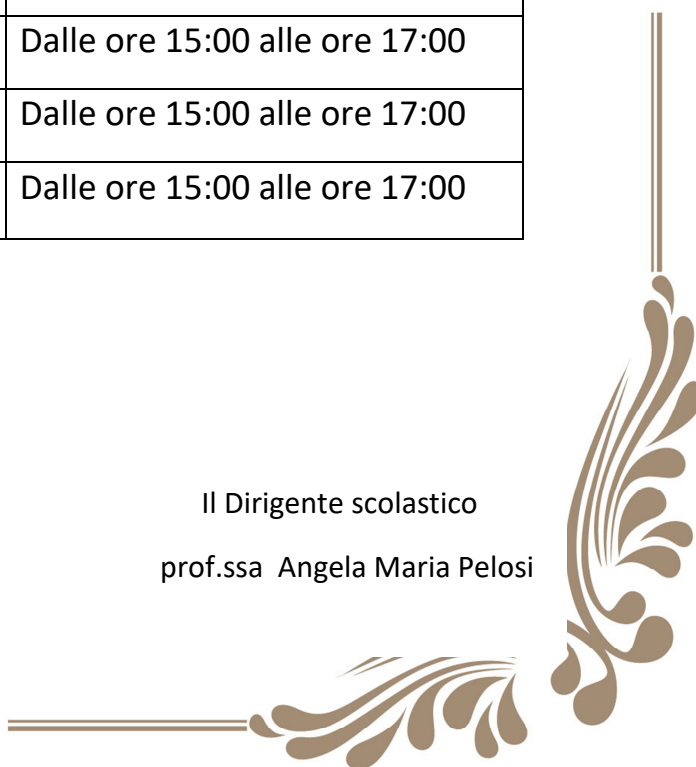 Dalle ore 15:00 alle ore 17:00
Dalle ore 15:00 alle ore 17:00
Dalle ore 15:00 alle ore 17:00
Il Dirigente scolastico
prof.ssa  Angela Maria Pelosi